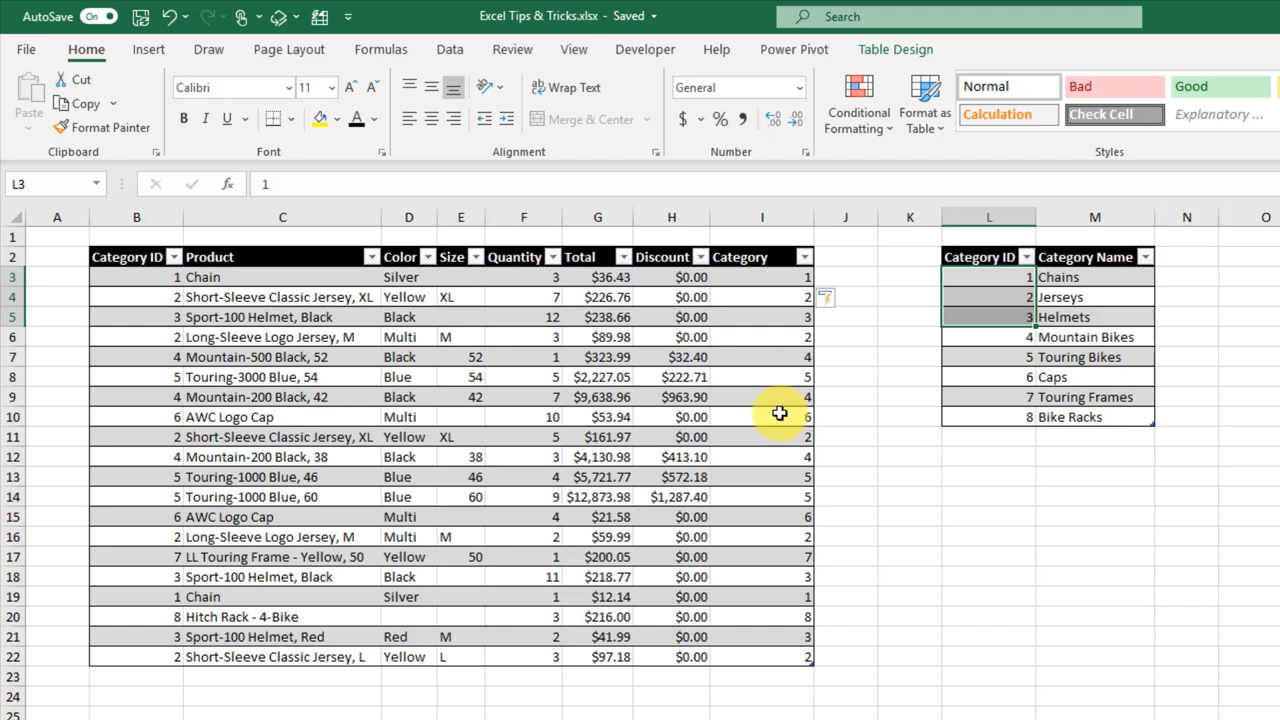 AutoSave On Excel Tips & Tricks.xlsx - Saved Search
File Home Insert Draw Page Layout Formulas Data Review View Developer Help Power Pivot Table Design
Paste Cut Copy Format Painter
Calibri 11 A A
B I U A
Wrap Text
Merge & Center
General
$ % 9
Conditional Formatting Format as Table
Normal Bad Good
Calculation Check Cell Explanatory ...
Clipboard Font Alignment Number Styles
L3 fx 1
A B C D E F G H I J K L M N O
1
2 Category ID Product Color Size Quantity Total Discount Category Category ID Category Name
3 1 Chain Silver 3 $36.43 $0.00 1 1 Chains
4 2 Short-Sleeve Classic Jersey, XL Yellow XL 7 $226.76 $0.00 2 2 Jerseys
5 3 Sport-100 Helmet, Black Black 12 $238.66 $0.00 3 3 Helmets
6 2 Long-Sleeve Logo Jersey, M Multi M 3 $89.98 $0.00 2 4 Mountain Bikes
7 4 Mountain-500 Black, 52 Black 52 7 $323.99 $32.40 4 5 Touring Bikes
8 5 Touring-3000 Blue, 54 Blue 54 5 $2,227.05 $222.71 5 6 Caps
9 4 Mountain-200 Black, 42 Black 42 7 $9,638.96 $963.90 4 7 Touring Frames
10 6 AWC Logo Cap Multi 10 $53.94 $0.00 6 8 Bike Racks
11 2 Short-Sleeve Classic Jersey, XL Yellow XL 5 $161.97 $0.00 2
12 4 Mountain-200 Black, 38 Black 38 3 $4,130.98 $413.10 4
13 5 Touring-1000 Blue, 46 Blue 46 4 $5,721.77 $572.18 5
14 5 Touring-1000 Blue, 60 Blue 60 9 $12,873.98 $1,287.40 5
15 6 AWC Logo Cap Multi 4 $21.58 $0.00 6
16 2 Long-Sleeve Logo Jersey, M Multi M 2 $59.99 $0.00 2
17 7 LL Touring Frame - Yellow, 50 Yellow 50 1 $200.05 $0.00 7
18 3 Sport-100 Helmet, Black Black 11 $218.77 $0.00 3
19 1 Chain Silver 1 $12.14 $0.00 1
20 8 Hitch Rack - 4-Bike 3 $216.00 $0.00 8
21 3 Sport-100 Helmet, Red Red M 2 $41.99 $0.00 3
22 2 Short-Sleeve Classic Jersey, L Yellow L 3 $97.18 $0.00 2
23
24
25